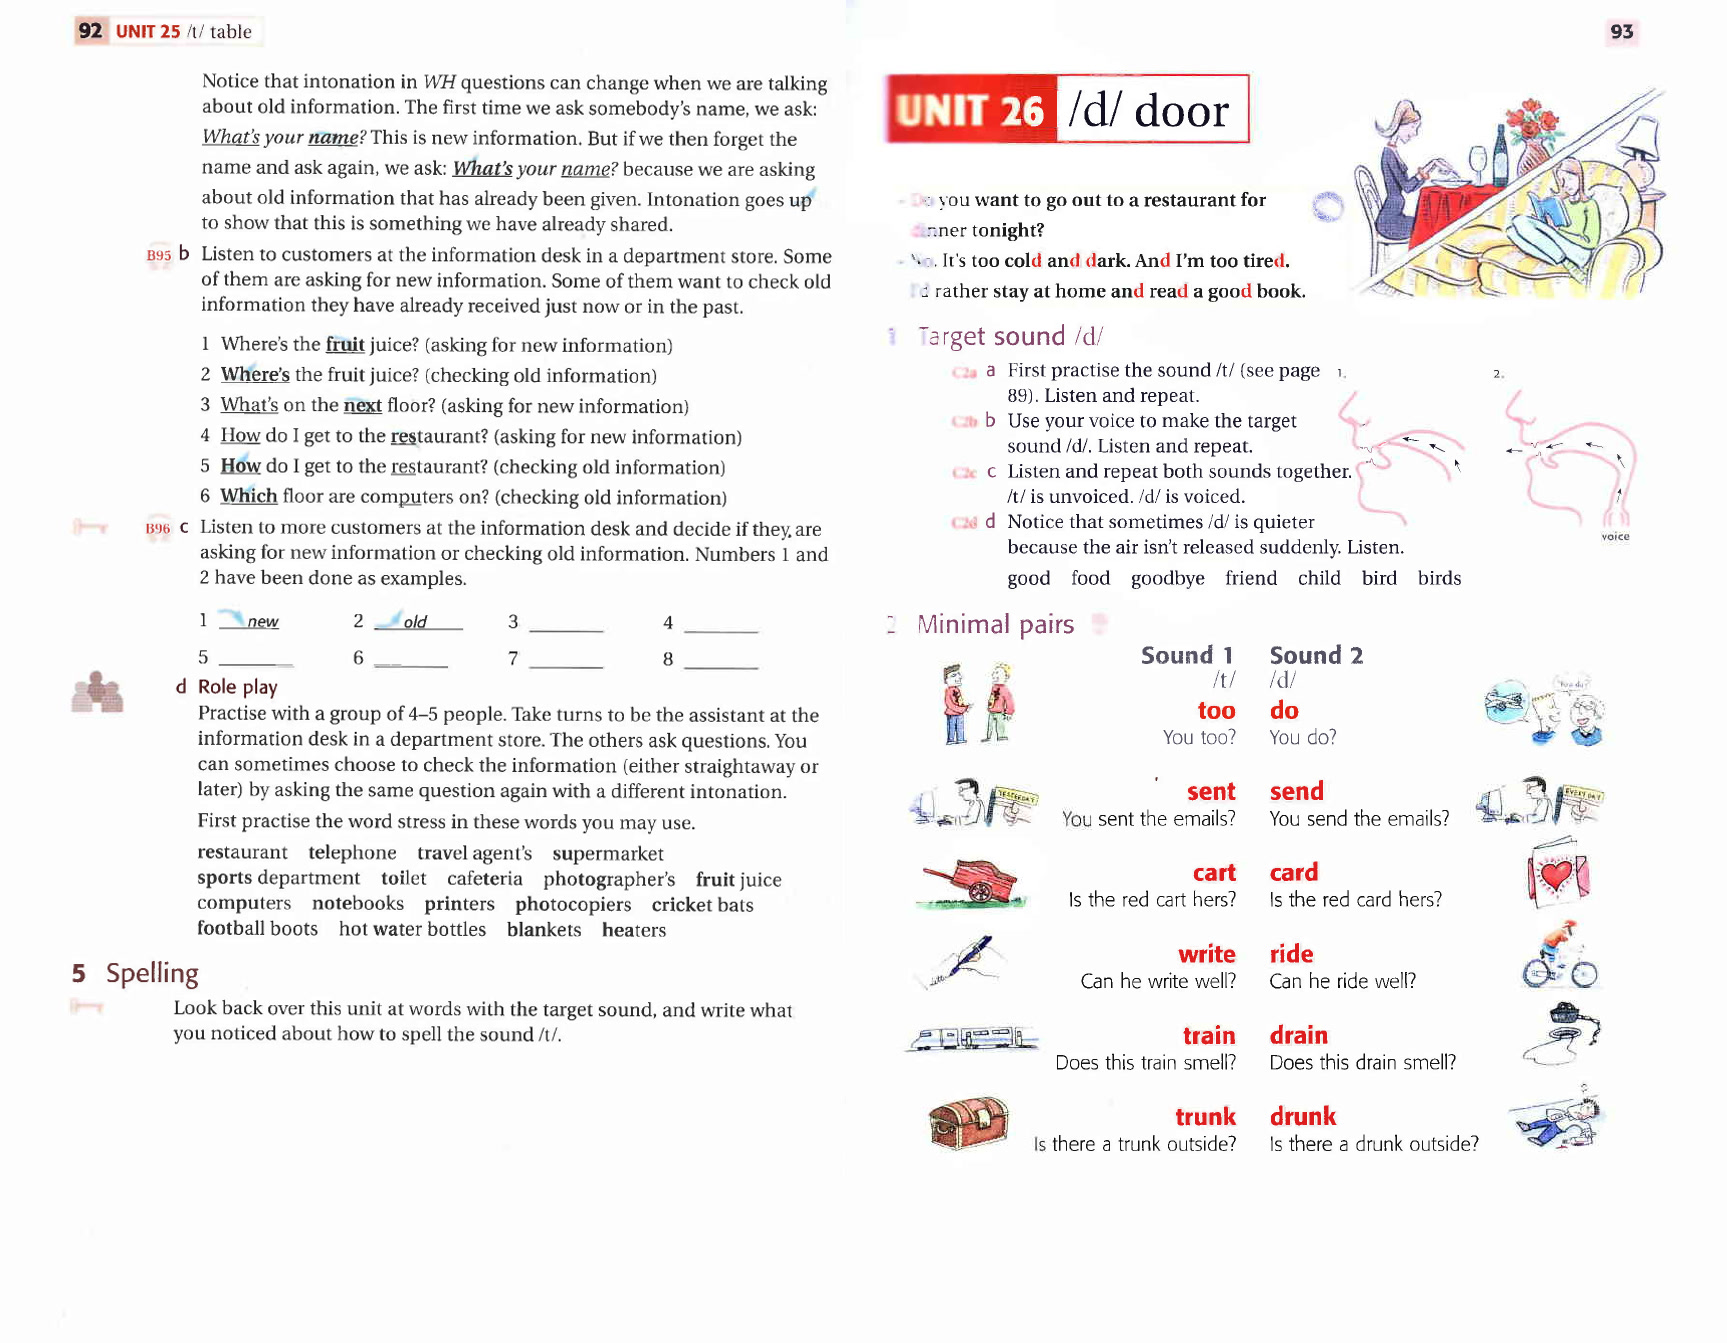 92 UNIT 25 /t/ table
Notice that intonation in WH questions can change when we are talking
about old information. The first time we ask somebody's name, we ask:
What's your name? This is new information. But if we then forget the
name and ask again, we ask: What's your name? because we are asking
about old information that has already been given. Intonation goes up
to show that this is something we have already shared.
B95 b Listen to customers at the information desk in a department store. Some
of them are asking for new information. Some of them want to check old
information they have already received just now or in the past.
1 Where's the fruit juice? (asking for new information)
2 Where's the fruit juice? (checking old information)
3 What's on the next floor? (asking for new information)
4 How do I get to the restaurant? (asking for new information)
5 How do I get to the restaurant? (checking old information)
6 Which floor are computers on? (checking old information)
B96 c Listen to more customers at the information desk and decide if they are
asking for new information or checking old information. Numbers 1 and
2 have been done as examples.
1 new 2 old 3 4
5 6 7 8
d Role play
Practise with a group of 4–5 people. Take turns to be the assistant at the
information desk in a department store. The others ask questions. You
can sometimes choose to check the information (either straightaway or
later) by asking the same question again with a different intonation.
First practise the word stress in these words you may use.
restaurant telephone travel agent's supermarket
sports department toilet cafeteria photographer's fruit juice
computers notebooks printers photocopiers cricket bats
football boots hot water bottles blankets heaters
5 Spelling
Look back over this unit at words with the target sound, and write what
you noticed about how to spell the sound /t/.
93
UNIT 26 /d/ door
you want to go out to a restaurant for
tonight?
It's too cold and dark. And I'm too tired.
rather stay at home and read a good book.
1 Target sound /d/
C2a a First practise the sound /t/ (see page
89). Listen and repeat.
C2b b Use your voice to make the target
sound /d/. Listen and repeat.
C2c c Listen and repeat both sounds together.
/t/ is unvoiced. /d/ is voiced.
C2d d Notice that sometimes /d/ is quieter
because the air isn't released suddenly. Listen.
good food goodbye friend child bird birds
1.
2.
voice
2 Minimal pairs
Sound 1 Sound 2
/t/ /d/
too do
You too? You do?
sent send
You sent the emails? You send the emails?
YESTERDAY
EVERY DAY
cart card
Is the red cart hers? Is the red card hers?
write ride
Can he write well? Can he ride well?
train drain
Does this train smell? Does this drain smell?
trunk drunk
Is there a trunk outside? Is there a drunk outside?